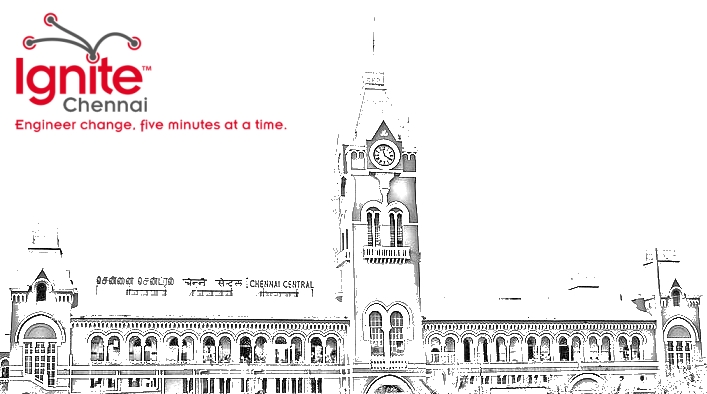 Ignite™
Chennai
Engineer change, five minutes at a time.
சென்னை சென்ட்ரல் चेन्नै सेंट्रल CHENNAI CENTRAL